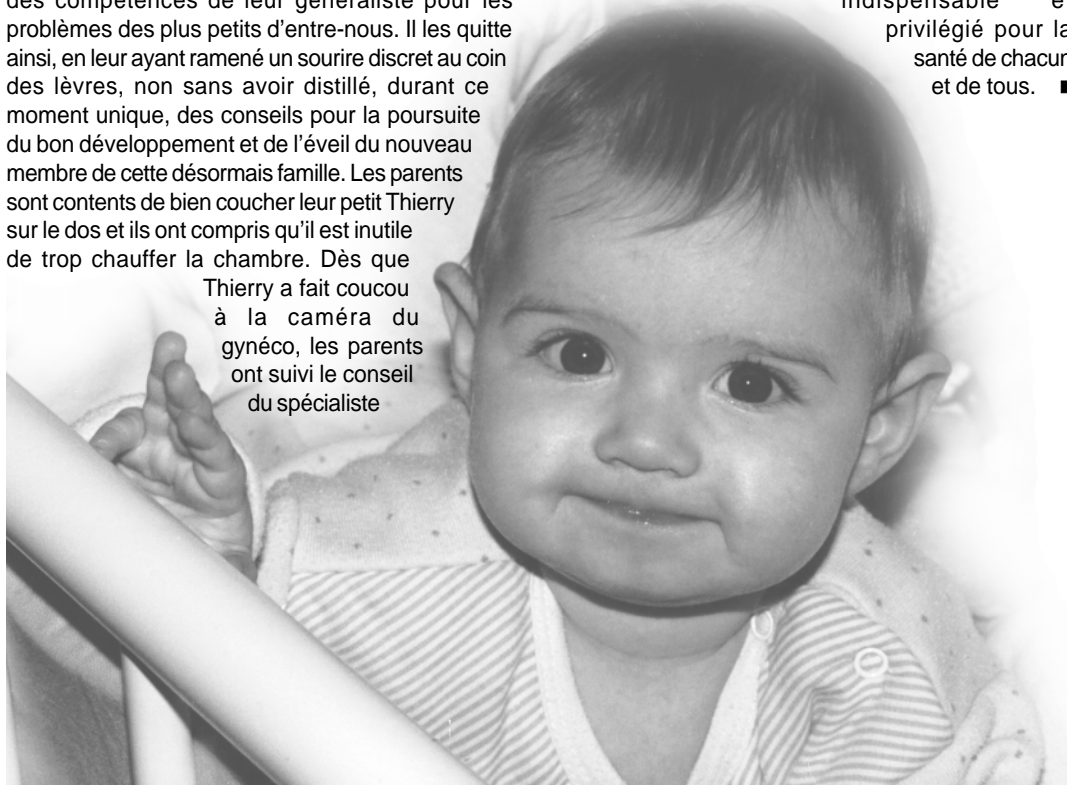 des compétences de leur généraliste pour les
problèmes des plus petits d'entre-nous. Il les quitte
ainsi, en leur ayant ramené un sourire discret au coin
des lèvres, non sans avoir distillé, durant ce
moment unique, des conseils pour la poursuite
du bon développement et de l'éveil du nouveau
membre de cette désormais famille. Les parents
sont contents de bien coucher leur petit Thierry
sur le dos et ils ont compris qu'il est inutile
de trop chauffer la chambre. Dès que
Thierry a fait coucou
à la caméra du
gynéco, les parents
ont suivi le conseil
du spécialiste
indispensable
privilégié pour la
santé de chacun
et de tous. ■